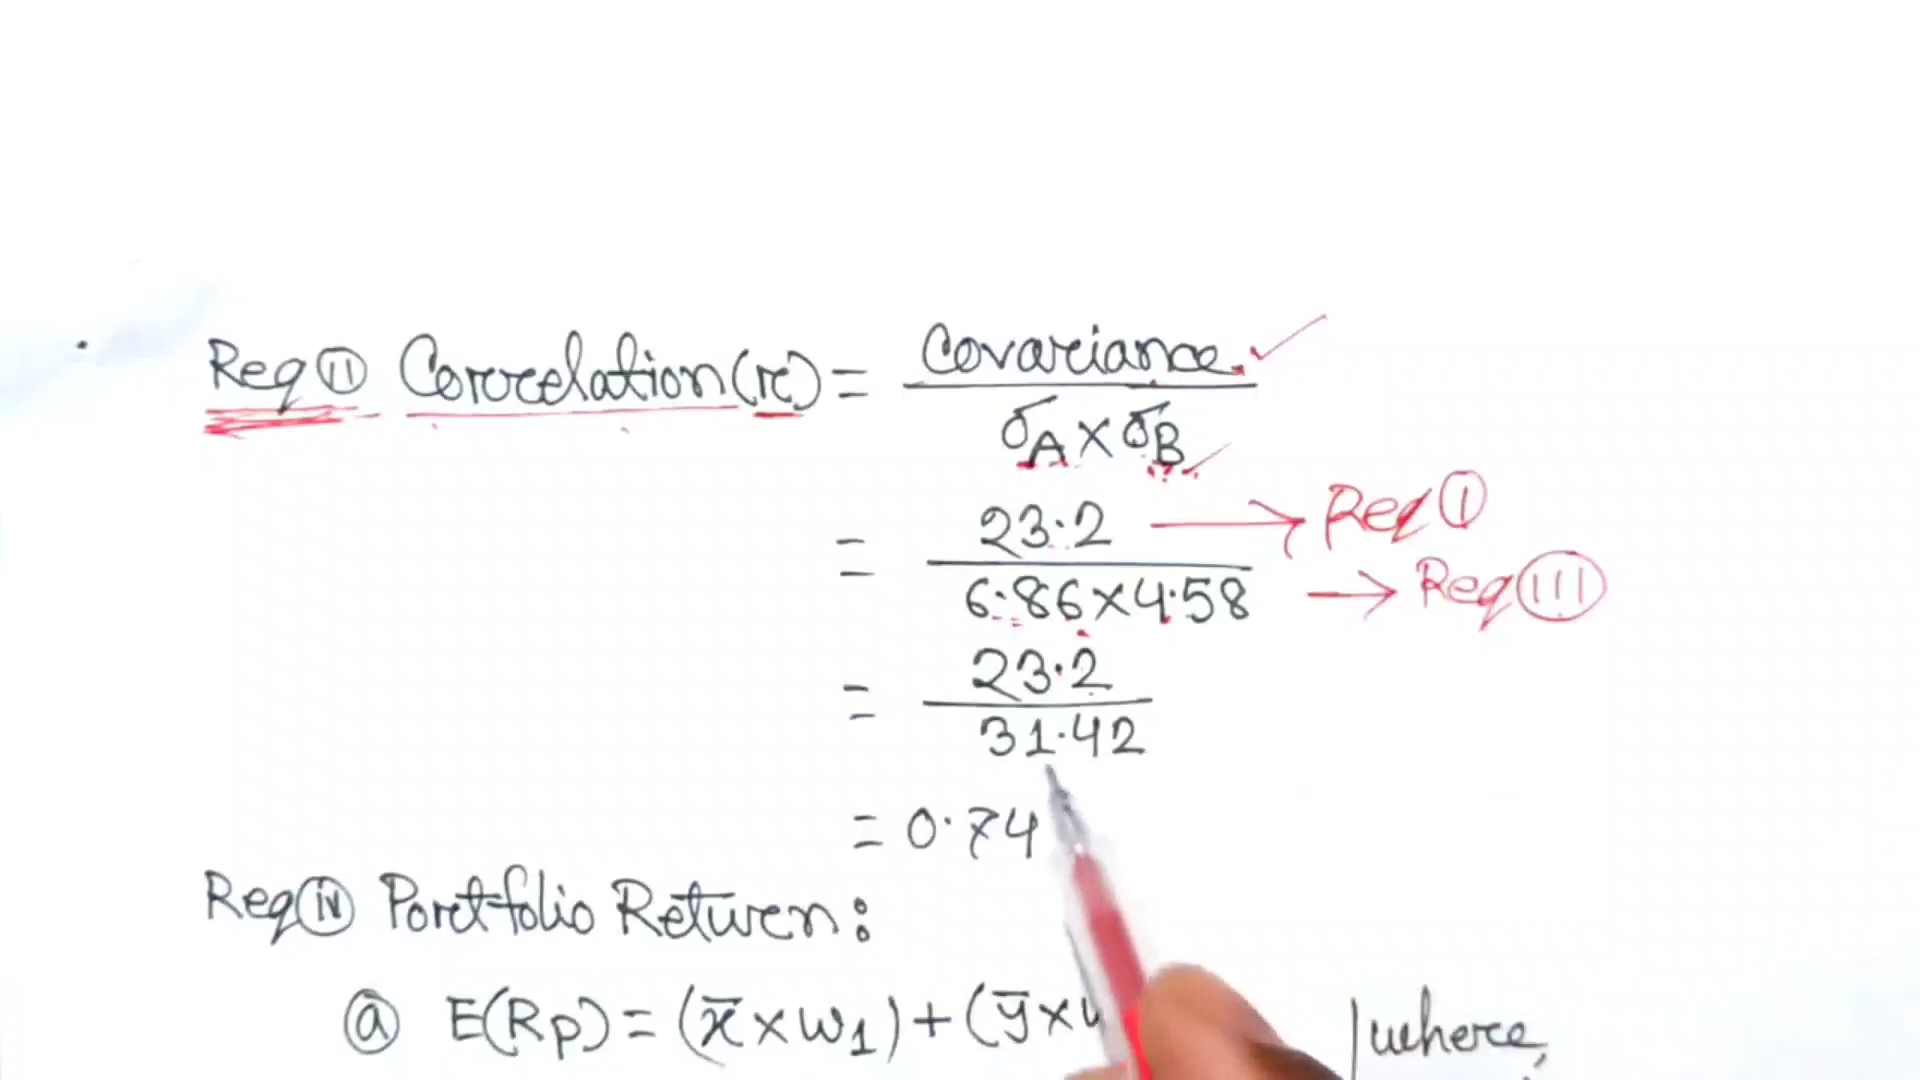 Req (ii) Correlation (r) = Covariance
σA × σB
= 23.2 → Req (I)
6.86×4.58 → Req (III)
= 23.2
31.42
= 0.74
Req (iv) Portfolio Return:
(a) E(Rp) = (x̄ × w1) + (ȳ ×
where,